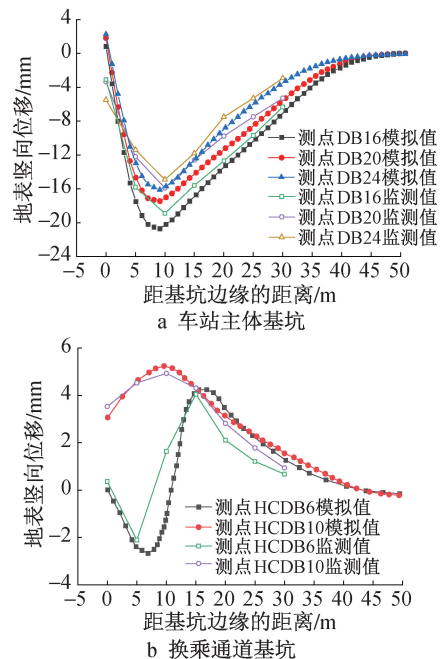 地表竖向位移/mm
4
0
−4
−8
−12
−16
−20
−24
测点DB16模拟值
测点DB20模拟值
测点DB24模拟值
测点DB16监测值
测点DB20监测值
测点DB24监测值
−5 0 5 10 15 20 25 30 35 40 45 50
距基坑边缘的距离/m
a 车站主体基坑
地表竖向位移/mm
6
4
2
0
−2
−4
测点HCDB6模拟值
测点HCDB10模拟值
测点HCDB6监测值
测点HCDB10监测值
−5 0 5 10 15 20 25 30 35 40 45 50
距基坑边缘的距离/m
b 换乘通道基坑